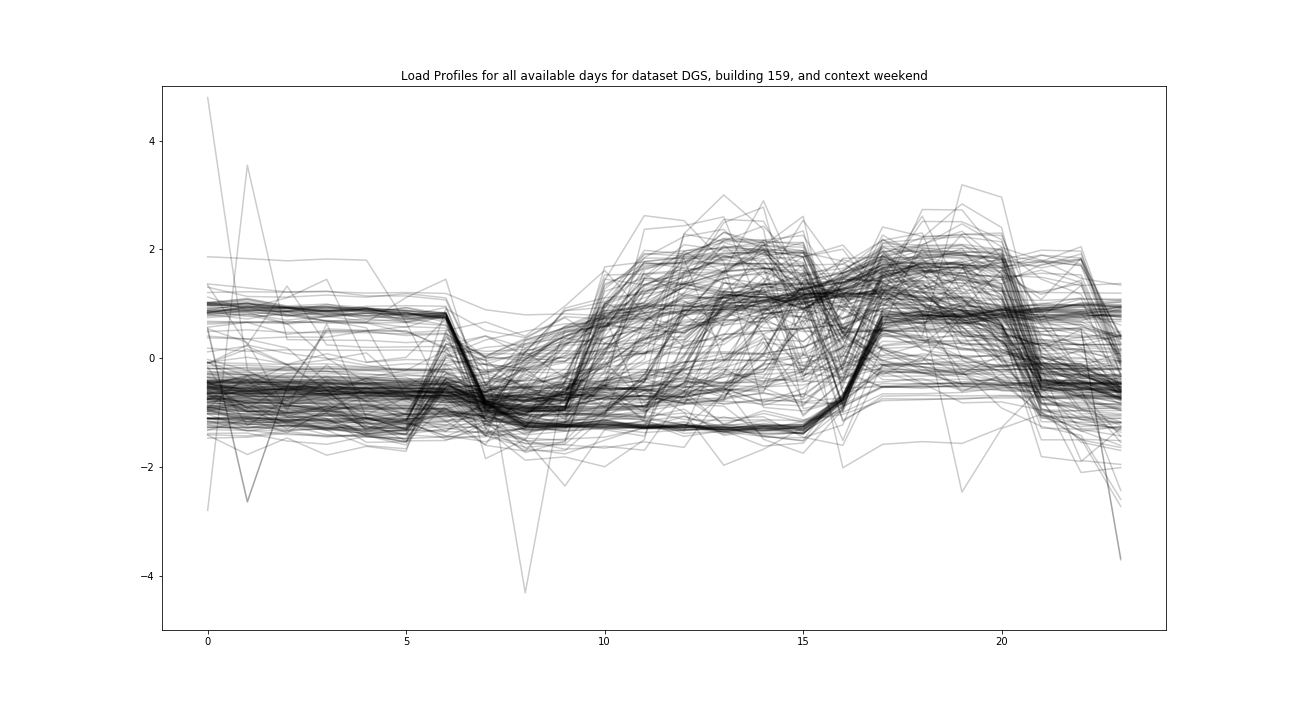 Load Profiles for all available days for dataset DGS, building 159, and context weekend
4
2
0
−2
−4
0 5 10 15 20